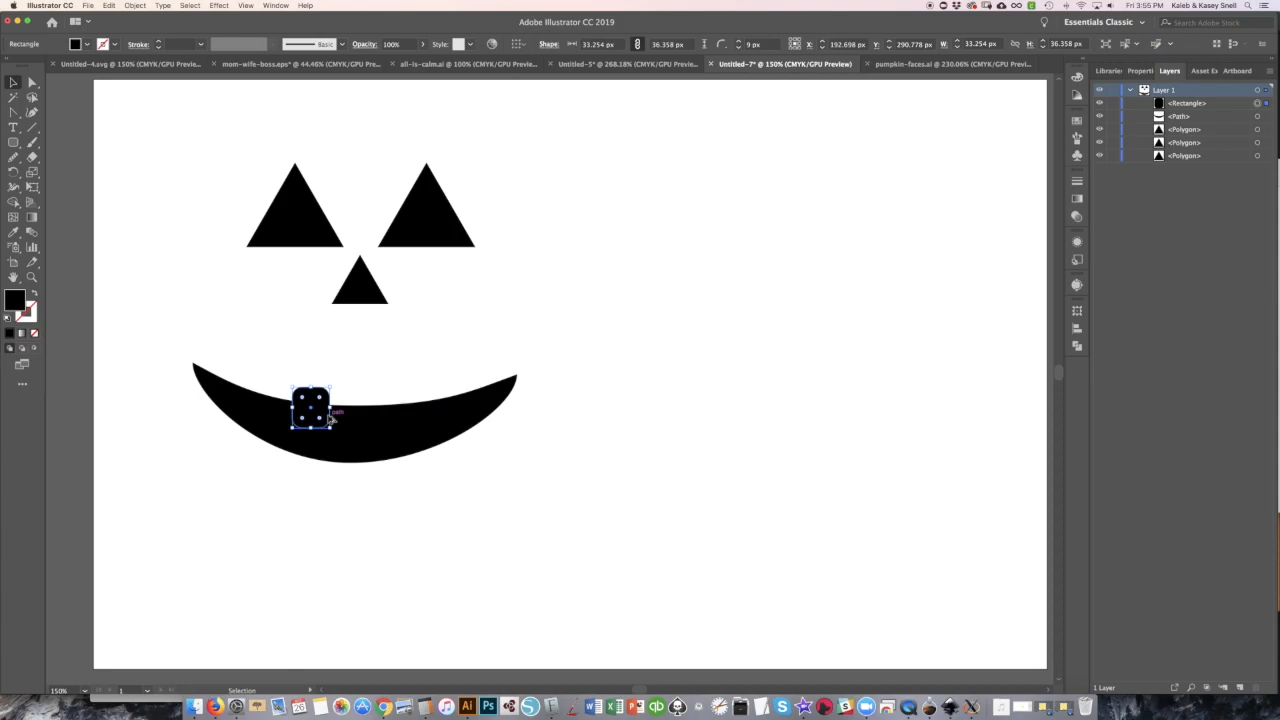 Illustrator CC File Edit Object Type Select Effect View Window Help
Fri 3:55 PM Kaleb & Kasey Snell
Adobe Illustrator CC 2019
Essentials Classic Search Adobe Stock
Rectangle Stroke: Basic Opacity: 100% Style: Shape: 33.254 px 36.358 px 9 px X: 192.698 px Y: 290.778 px W: 33.254 px H: 36.358 px
Untitled-4.svg @ 150% (CMYK/GPU Previe... mom-wife-boss.eps* @ 44.46% (CMYK/GPU Pre... all-is-calm.ai @ 100% (CMYK/GPU Preview) Untitled-5* @ 268.18% (CMYK/GPU Previe... Untitled-7* @ 150% (CMYK/GPU Preview) pumpkin-faces.ai @ 230.06% (CMYK/GPU Previ...
Librarie: Properti Layers Asset Ex Artboard
Layer 1
<Rectangle>
<Path>
<Polygon>
<Polygon>
<Polygon>
path
1 Layer
150% 1 Selection